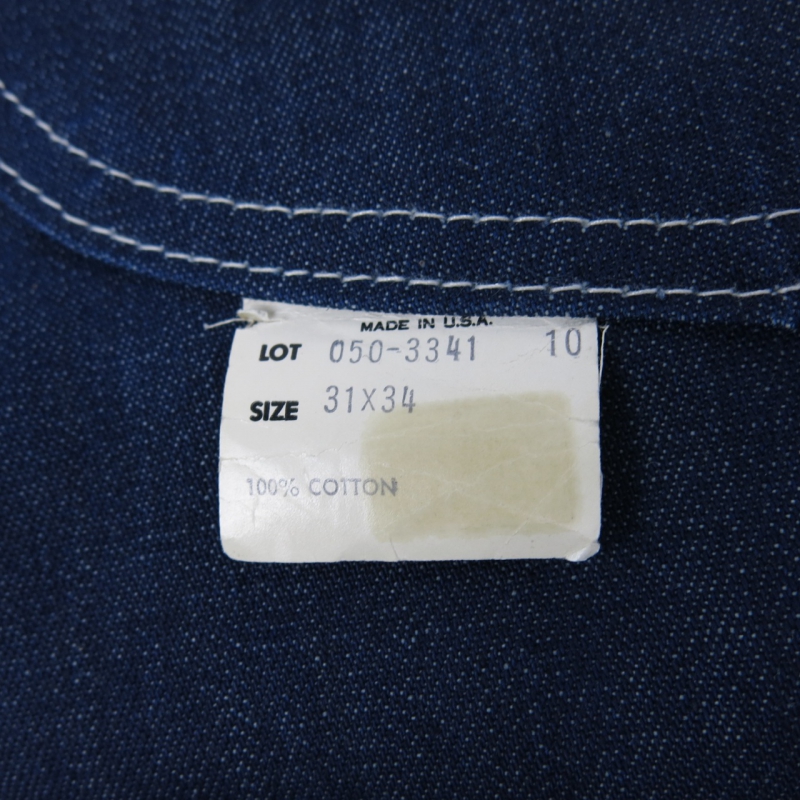 MADE IN U.S.A.
LOT 050-3341 10
SIZE 31X34
100% COTTON